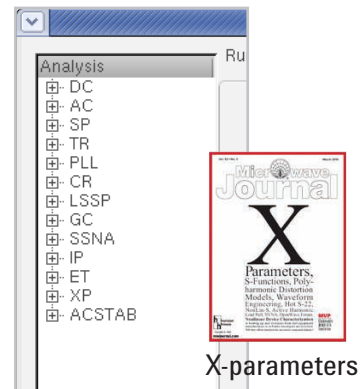 Analysis
DC
AC
SP
TR
PLL
CR
LSSP
GC
SSNA
IP
ET
XP
ACSTAB
Ru
Microwave
Journal
X
Parameters,
S-Functions, Poly-
harmonic Distortion
Models, Waveform
Engineering, Hot S-22,
X-parameters